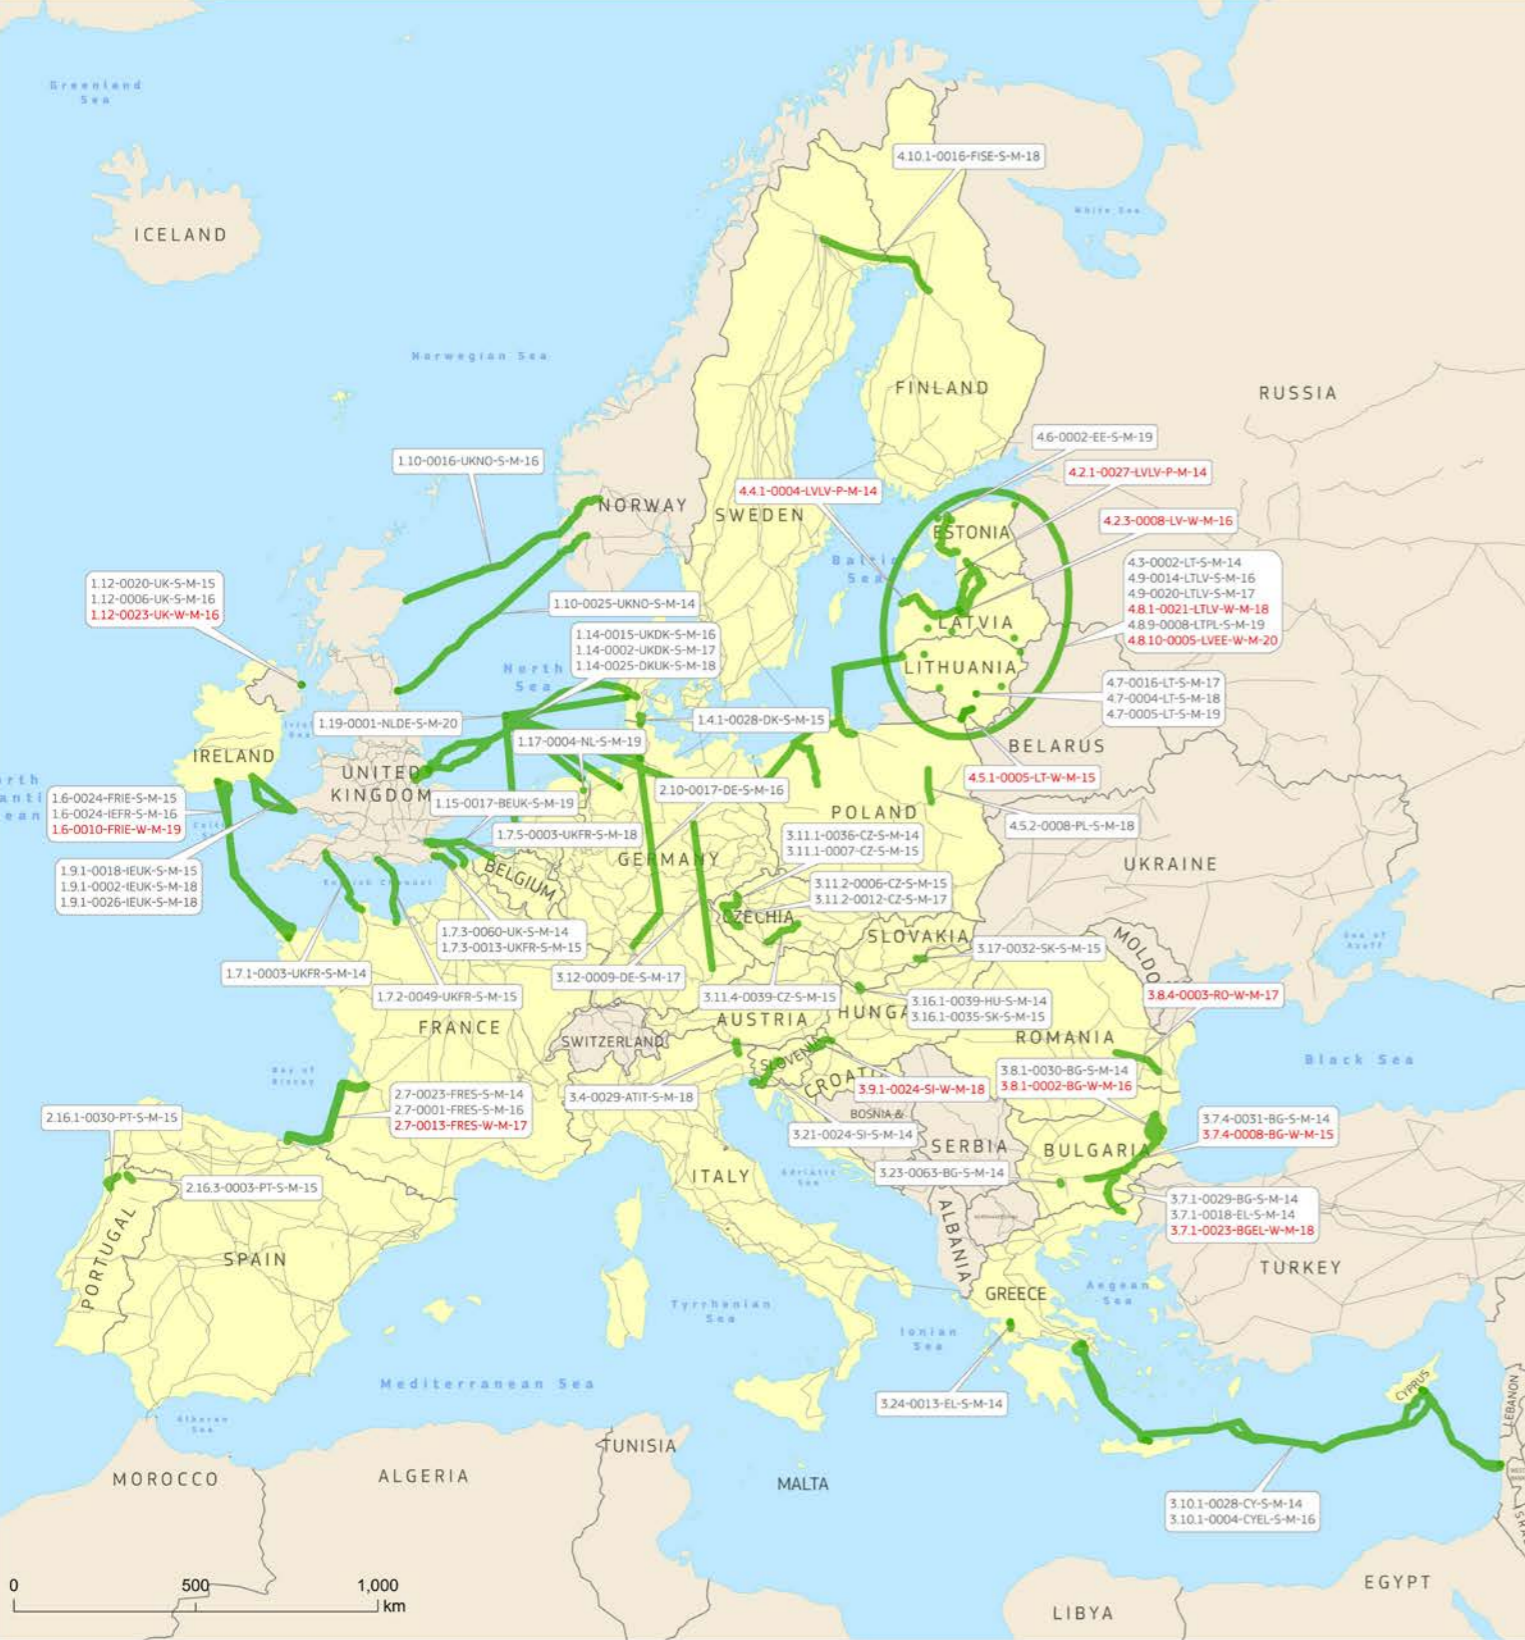 Greenland
Sea
4.10.1-0016-FISE-S-M-18
White Sea
ICELAND
Norwegian Sea
FINLAND
RUSSIA
4.6-0002-EE-S-M-19
1.10-0016-UKNO-S-M-16
4.2.1-0027-LVLV-P-M-14
4.4.1-0004-LVLV-P-M-14
NORWAY
SWEDEN
4.2.3-0008-LV-W-M-16
ESTONIA
Baltic
Sea
4.3-0002-LT-S-M-14
4.9-0014-LTLV-S-M-16
4.9-0020-LTLV-S-M-17
4.8.1-0021-LTLV-W-M-18
4.8.9-0008-LTPL-S-M-19
4.8.10-0005-LVEE-W-M-20
1.12-0020-UK-S-M-15
1.12-0006-UK-S-M-16
1.12-0023-UK-W-M-16
1.10-0025-UKNO-S-M-14
LATVIA
1.14-0015-UKDK-S-M-16
1.14-0002-UKDK-S-M-17
1.14-0025-DKUK-S-M-18
North
Sea
LITHUANIA
4.7-0016-LT-S-M-17
4.7-0004-LT-S-M-18
4.7-0005-LT-S-M-19
1.19-0001-NLDE-S-M-20
1.4.1-0028-DK-S-M-15
1.17-0004-NL-S-M-19
BELARUS
IRELAND
UNITED
KINGDOM
4.5.1-0005-LT-W-M-15
2.10-0017-DE-S-M-16
1.6-0024-FRIE-S-M-15
1.6-0024-IEFR-S-M-16
1.6-0010-FRIE-W-M-19
1.15-0017-BEUK-S-M-19
POLAND
4.5.2-0008-PL-S-M-18
1.7.5-0003-UKFR-S-M-18
3.11.1-0036-CZ-S-M-14
3.11.1-0007-CZ-S-M-15
GERMANY
UKRAINE
BELGIUM
1.9.1-0018-IEUK-S-M-15
1.9.1-0002-IEUK-S-M-18
1.9.1-0026-IEUK-S-M-18
English Channel
3.11.2-0006-CZ-S-M-15
3.11.2-0012-CZ-S-M-17
CZECHIA
1.7.3-0060-UK-S-M-14
1.7.3-0013-UKFR-S-M-15
SLOVAKIA
3.17-0032-SK-S-M-15
Sea of
Azoff
MOLDO
1.7.1-0003-UKFR-S-M-14
3.12-0009-DE-S-M-17
1.7.2-0049-UKFR-S-M-15
3.11.4-0039-CZ-S-M-15
3.16.1-0039-HU-S-M-14
3.16.1-0035-SK-S-M-15
3.8.4-0003-RO-W-M-17
FRANCE
AUSTRIA
HUNGA
SWITZERLAND
SLOVENIA
ROMANIA
Black Sea
Bay of
Biscay
3.8.1-0030-BG-S-M-14
3.8.1-0002-BG-W-M-16
CROATI
3.9.1-0024-SI-W-M-18
2.7-0023-FRES-S-M-14
2.7-0001-FRES-S-M-16
2.7-0013-FRES-W-M-17
3.4-0029-ATIT-S-M-18
BOSNIA &
2.16.1-0030-PT-S-M-15
3.21-0024-SI-S-M-14
3.7.4-0031-BG-S-M-14
3.7.4-0008-BG-W-M-15
SERBIA
BULGARIA
3.23-0063-BG-S-M-14
ITALY
Adriatic
Sea
2.16.3-0003-PT-S-M-15
3.7.1-0029-BG-S-M-14
3.7.1-0018-EL-S-M-14
3.7.1-0023-BGEL-W-M-18
ALBANIA
PORTUGAL
SPAIN
TURKEY
GREECE
Aegean
Sea
Tyrrhenian
Sea
Ionian
Sea
Mediterranean Sea
3.24-0013-EL-S-M-14
CYPRUS
LEBANON
Alboran
Sea
TUNISIA
MOROCCO
ALGERIA
MALTA
3.10.1-0028-CY-S-M-14
3.10.1-0004-CYEL-S-M-16
EGYPT
LIBYA
0 500 1,000
km